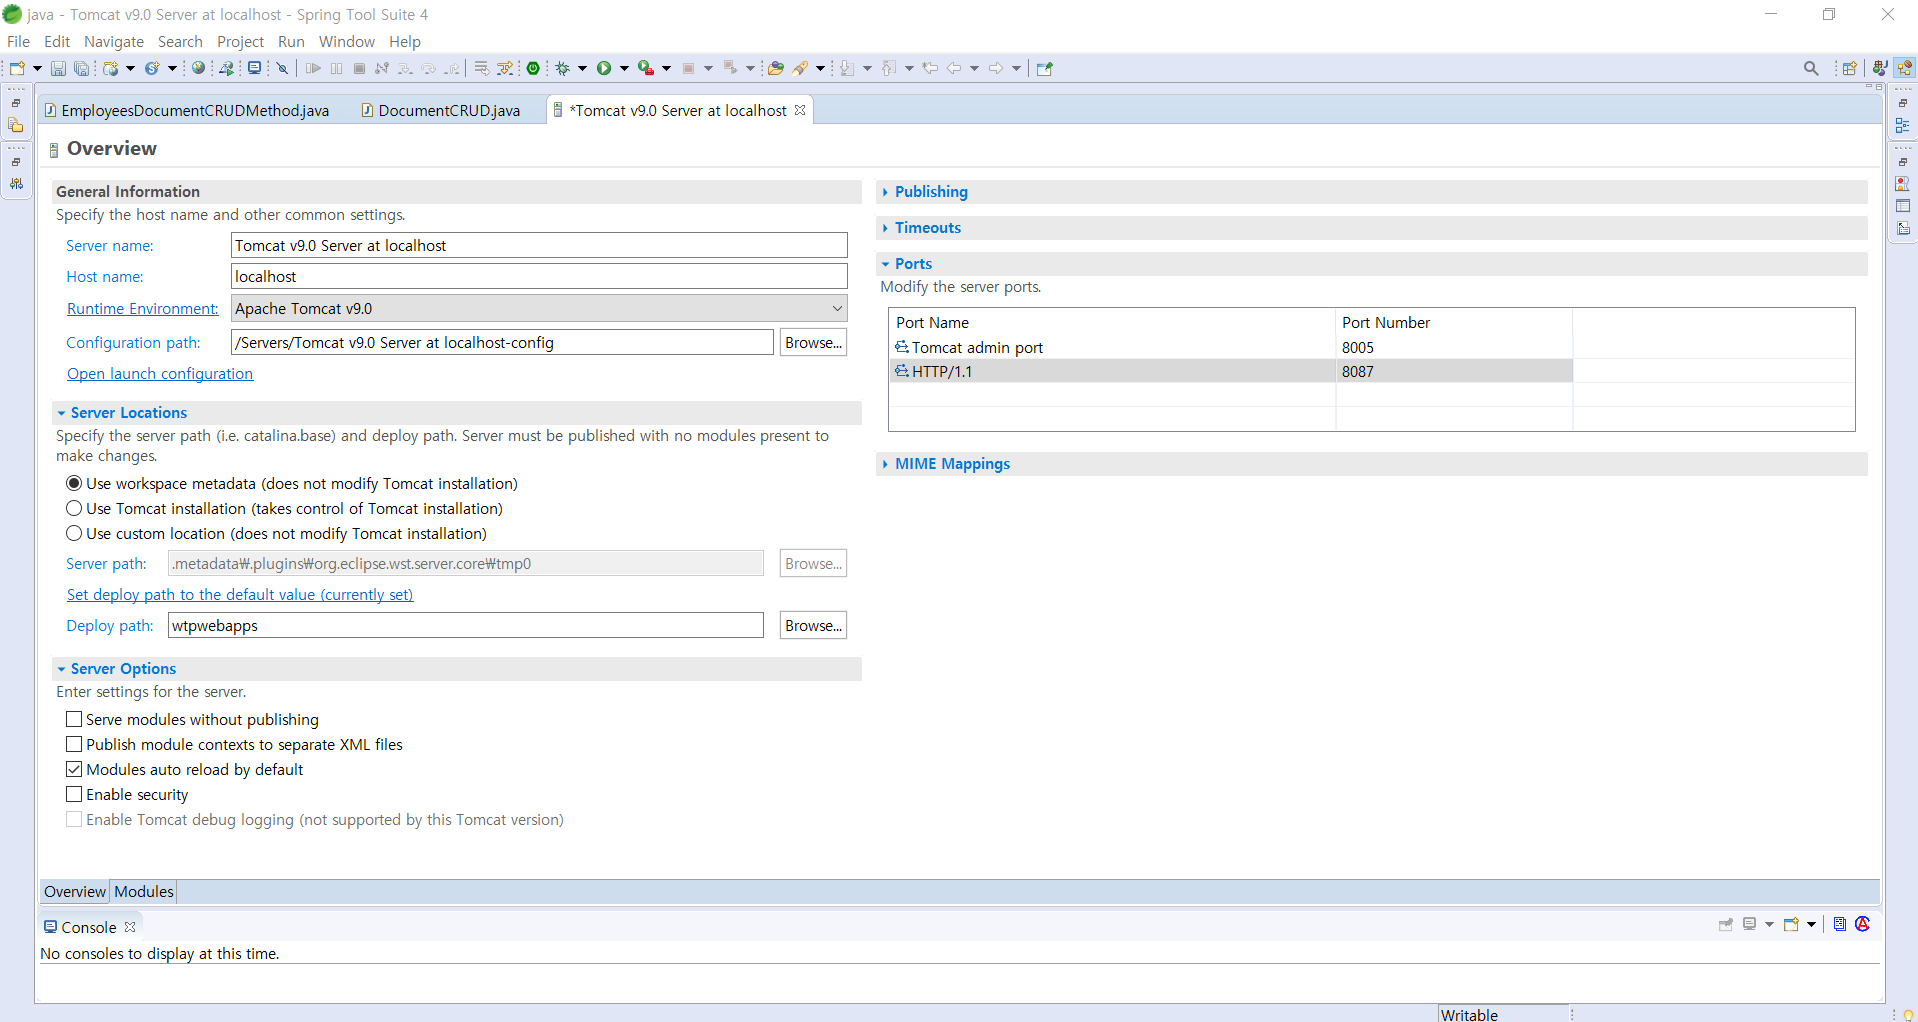 java - Tomcat v9.0 Server at localhost - Spring Tool Suite 4
File Edit Navigate Search Project Run Window Help
EmployeesDocumentCRUDMethod.java DocumentCRUD.java *Tomcat v9.0 Server at localhost
Overview
General Information
Specify the host name and other common settings.
Server name: Tomcat v9.0 Server at localhost
Host name: localhost
Runtime Environment: Apache Tomcat v9.0
Configuration path: /Servers/Tomcat v9.0 Server at localhost-config Browse...
Open launch configuration
Server Locations
Specify the server path (i.e. catalina.base) and deploy path. Server must be published with no modules present to
make changes.
Use workspace metadata (does not modify Tomcat installation)
Use Tomcat installation (takes control of Tomcat installation)
Use custom location (does not modify Tomcat installation)
Server path: .metadata₩.plugins₩org.eclipse.wst.server.core₩tmp0 Browse...
Set deploy path to the default value (currently set)
Deploy path: wtpwebapps Browse...
Server Options
Enter settings for the server.
Serve modules without publishing
Publish module contexts to separate XML files
Modules auto reload by default
Enable security
Enable Tomcat debug logging (not supported by this Tomcat version)
Publishing
Timeouts
Ports
Modify the server ports.
Port Name Port Number
Tomcat admin port 8005
HTTP/1.1 8087
MIME Mappings
Overview Modules
Console
No consoles to display at this time.
Writable